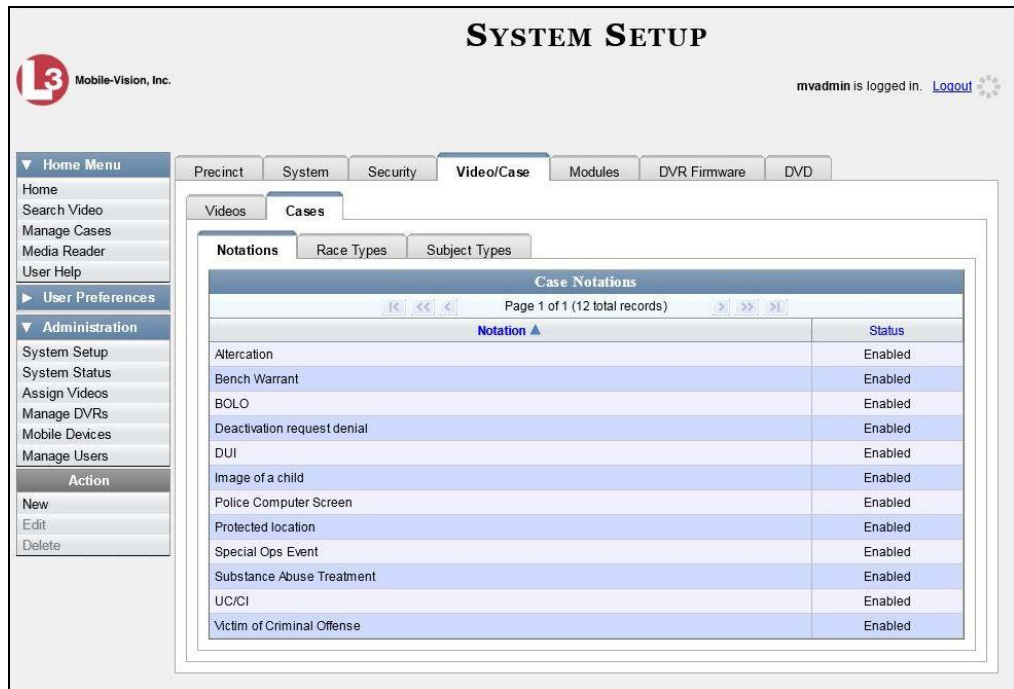 SYSTEM SETUP
L3 Mobile-Vision, Inc.
mvadmin is logged in. Logout
▼ Home Menu
Home
Search Video
Manage Cases
Media Reader
User Help
► User Preferences
▼ Administration
System Setup
System Status
Assign Videos
Manage DVRs
Mobile Devices
Manage Users
Action
New
Edit
Delete
Precinct System Security Video/Case Modules DVR Firmware DVD
Videos Cases
Notations Race Types Subject Types
Case Notations
|< << < Page 1 of 1 (12 total records) > >> >|
Notation ▲ Status
Altercation Enabled
Bench Warrant Enabled
BOLO Enabled
Deactivation request denial Enabled
DUI Enabled
Image of a child Enabled
Police Computer Screen Enabled
Protected location Enabled
Special Ops Event Enabled
Substance Abuse Treatment Enabled
UC/CI Enabled
Victim of Criminal Offense Enabled